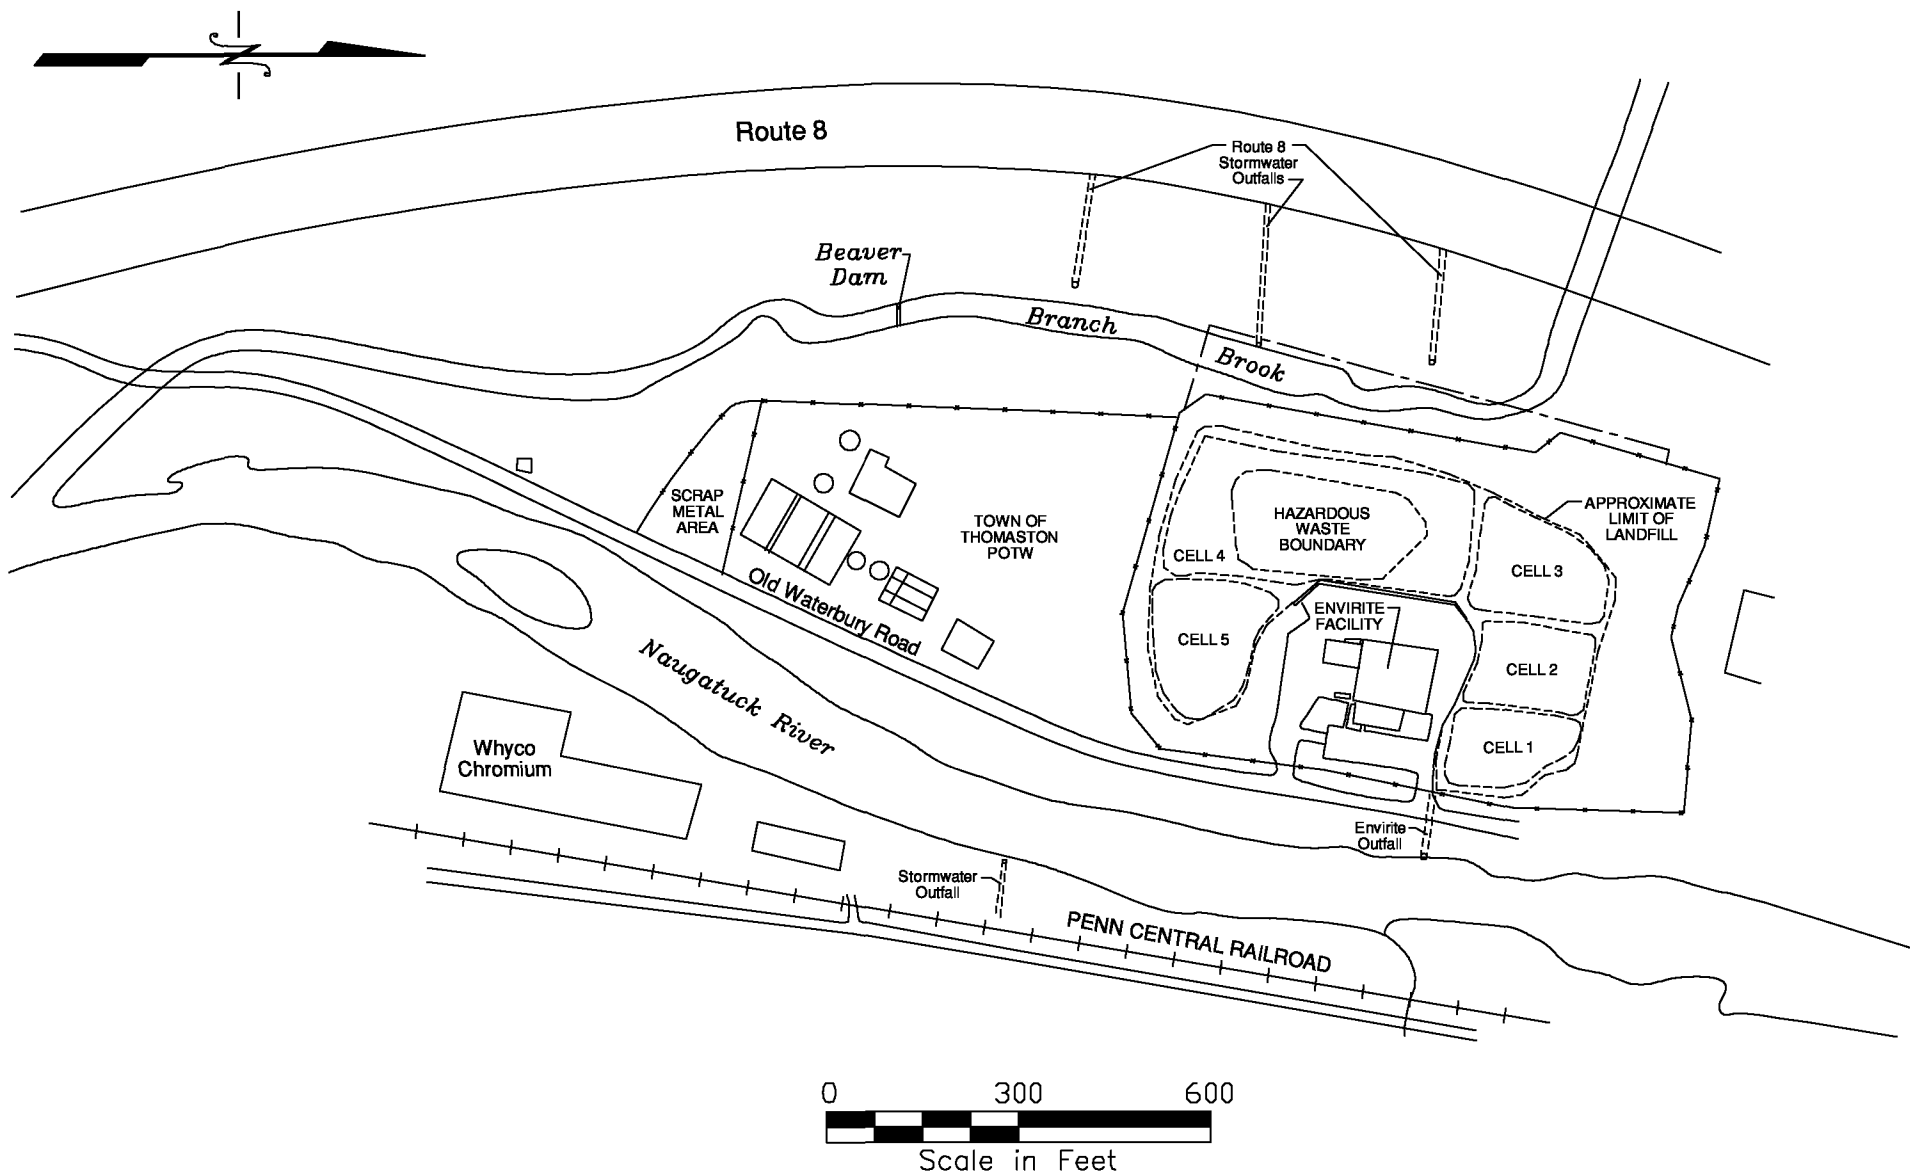 Route 8
Route 8
Stormwater
Outfalls
Beaver
Dam
Branch
Brook
SCRAP
METAL
AREA
TOWN OF
THOMASTON
POTW
HAZARDOUS
WASTE
BOUNDARY
APPROXIMATE
LIMIT OF
LANDFILL
CELL 4
CELL 3
CELL 5
ENVIRITE
FACILITY
CELL 2
CELL 1
Old Waterbury Road
Naugatuck River
Whyco
Chromium
Envirite
Outfall
Stormwater
Outfall
PENN CENTRAL RAILROAD
0 300 600
Scale in Feet